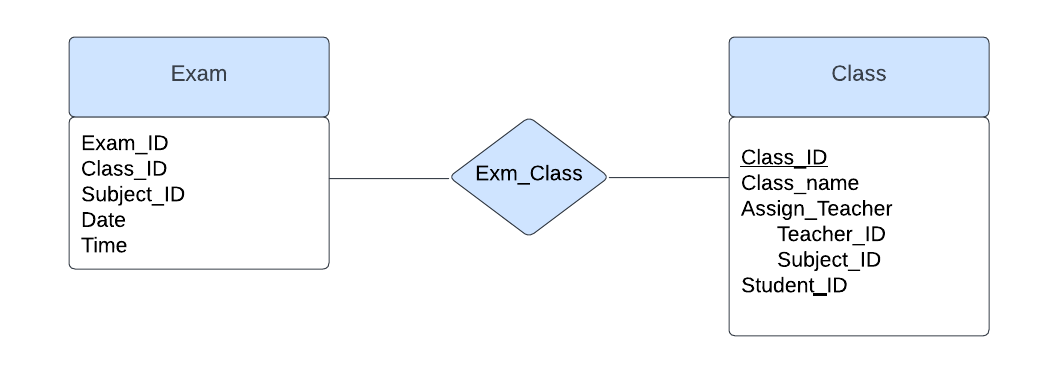 Exam
Exam_ID
Class_ID
Subject_ID
Date
Time
Exm_Class
Class
Class_ID
Class_name
Assign_Teacher
Teacher_ID
Subject_ID
Student_ID